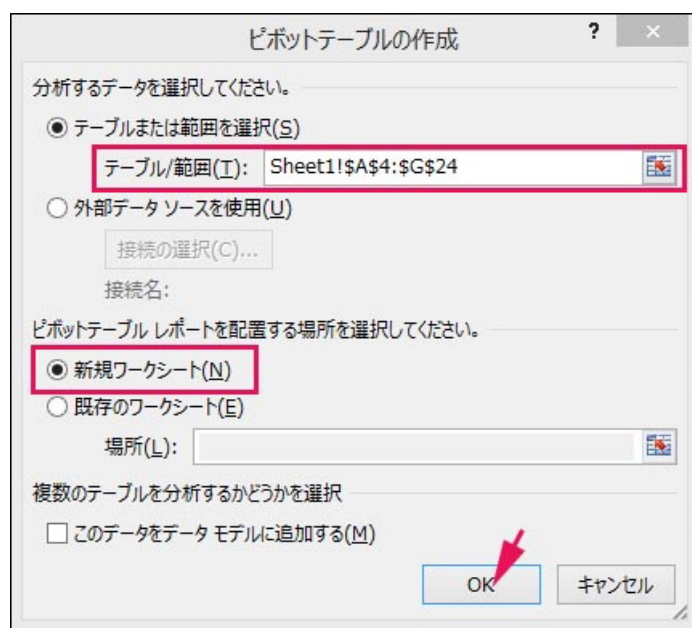 ピボットテーブルの作成 ? ×
分析するデータを選択してください。
テーブルまたは範囲を選択(S)
テーブル/範囲(T): Sheet1!$A$4:$G$24
外部データ ソースを使用(U)
接続の選択(C)...
接続名:
ピボットテーブル レポートを配置する場所を選択してください。
新規ワークシート(N)
既存のワークシート(E)
場所(L):
複数のテーブルを分析するかどうかを選択
このデータをデータ モデルに追加する(M)
OK キャンセル